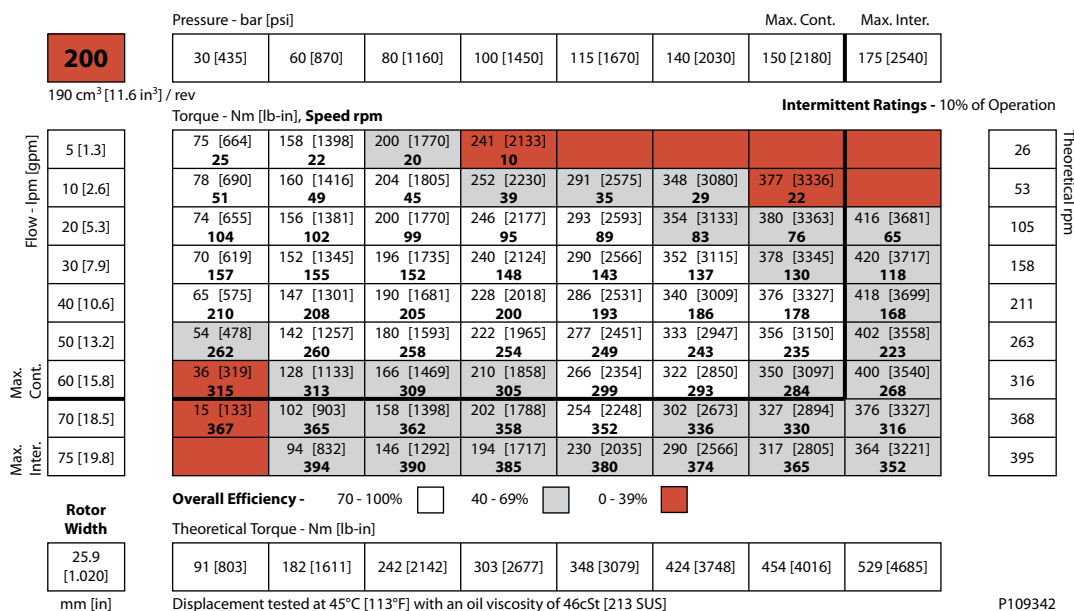 Pressure - bar [psi] Max. Cont. Max. Inter.
200 30 [435] 60 [870] 80 [1160] 100 [1450] 115 [1670] 140 [2030] 150 [2180] 175 [2540]
190 cm³ [11.6 in³] / rev
Intermittent Ratings - 10% of Operation
Torque - Nm [lb-in], Speed rpm
Flow - lpm [gpm]
Theoretical rpm
5 [1.3] 75 [664] 158 [1398] 200 [1770] 241 [2133] 26
25 22 20 10
10 [2.6] 78 [690] 160 [1416] 204 [1805] 252 [2230] 291 [2575] 348 [3080] 377 [3336] 53
51 49 45 39 35 29 22
20 [5.3] 74 [655] 156 [1381] 200 [1770] 246 [2177] 293 [2593] 354 [3133] 380 [3363] 416 [3681] 105
104 102 99 95 89 83 76 65
30 [7.9] 70 [619] 152 [1345] 196 [1735] 240 [2124] 290 [2566] 352 [3115] 378 [3345] 420 [3717] 158
157 155 152 148 143 137 130 118
40 [10.6] 65 [575] 147 [1301] 190 [1681] 228 [2018] 286 [2531] 340 [3009] 376 [3327] 418 [3699] 211
210 208 205 200 193 186 178 168
50 [13.2] 54 [478] 142 [1257] 180 [1593] 222 [1965] 277 [2451] 333 [2947] 356 [3150] 402 [3558] 263
262 260 258 254 249 243 235 223
Max. Cont.
60 [15.8] 36 [319] 128 [1133] 166 [1469] 210 [1858] 266 [2354] 322 [2850] 350 [3097] 400 [3540] 316
315 313 309 305 299 293 284 268
70 [18.5] 15 [133] 102 [903] 158 [1398] 202 [1788] 254 [2248] 302 [2673] 327 [2894] 376 [3327] 368
367 365 362 358 352 336 330 316
Max. Inter.
75 [19.8] 94 [832] 146 [1292] 194 [1717] 230 [2035] 290 [2566] 317 [2805] 364 [3221] 395
394 390 385 380 374 365 352
Overall Efficiency - 70 - 100% 40 - 69% 0 - 39%
Rotor
Width
Theoretical Torque - Nm [lb-in]
25.9
[1.020]
91 [803] 182 [1611] 242 [2142] 303 [2677] 348 [3079] 424 [3748] 454 [4016] 529 [4685]
mm [in] Displacement tested at 45°C [113°F] with an oil viscosity of 46cSt [213 SUS] P109342